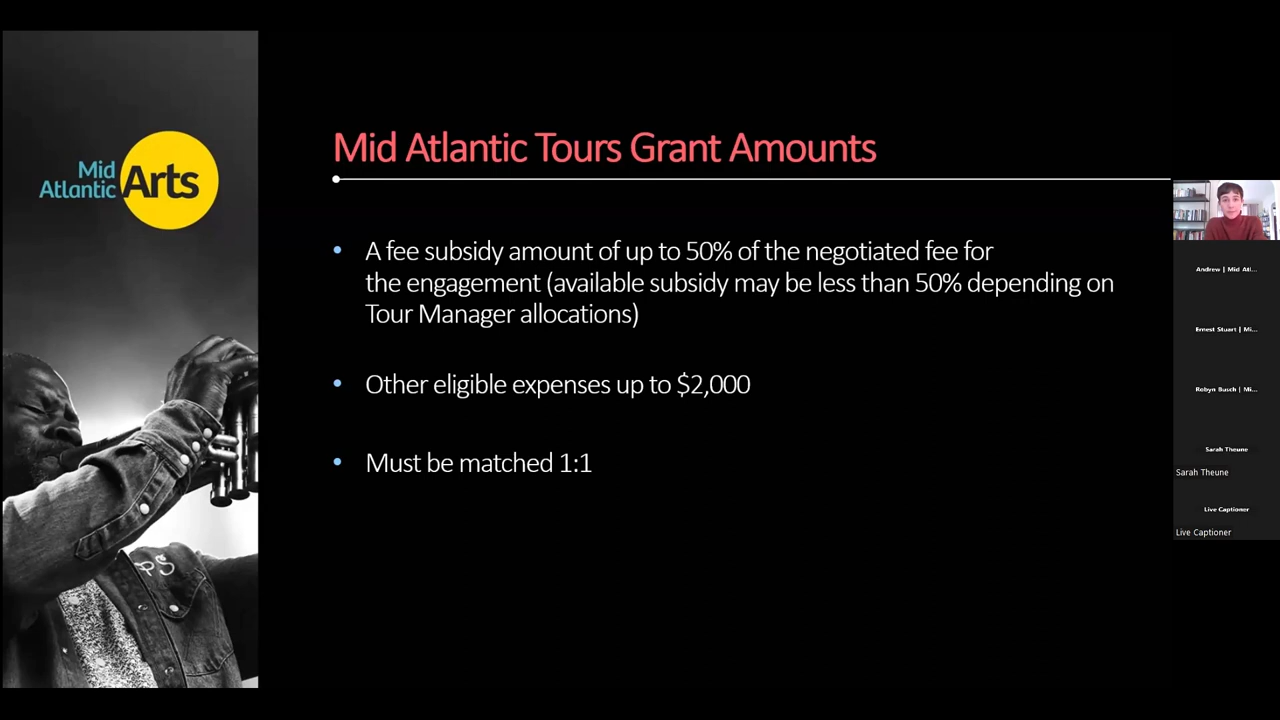 Mid
Atlantic Arts
Mid Atlantic Tours Grant Amounts
• A fee subsidy amount of up to 50% of the negotiated fee for
the engagement (available subsidy may be less than 50% depending on
Tour Manager allocations)
• Other eligible expenses up to $2,000
• Must be matched 1:1
PS
Andrew | Mid Atl...
Ernest Stuart | Mi...
Robyn Busch | Mi...
Sarah Theune
Sarah Theune
Live Captioner
Live Captioner